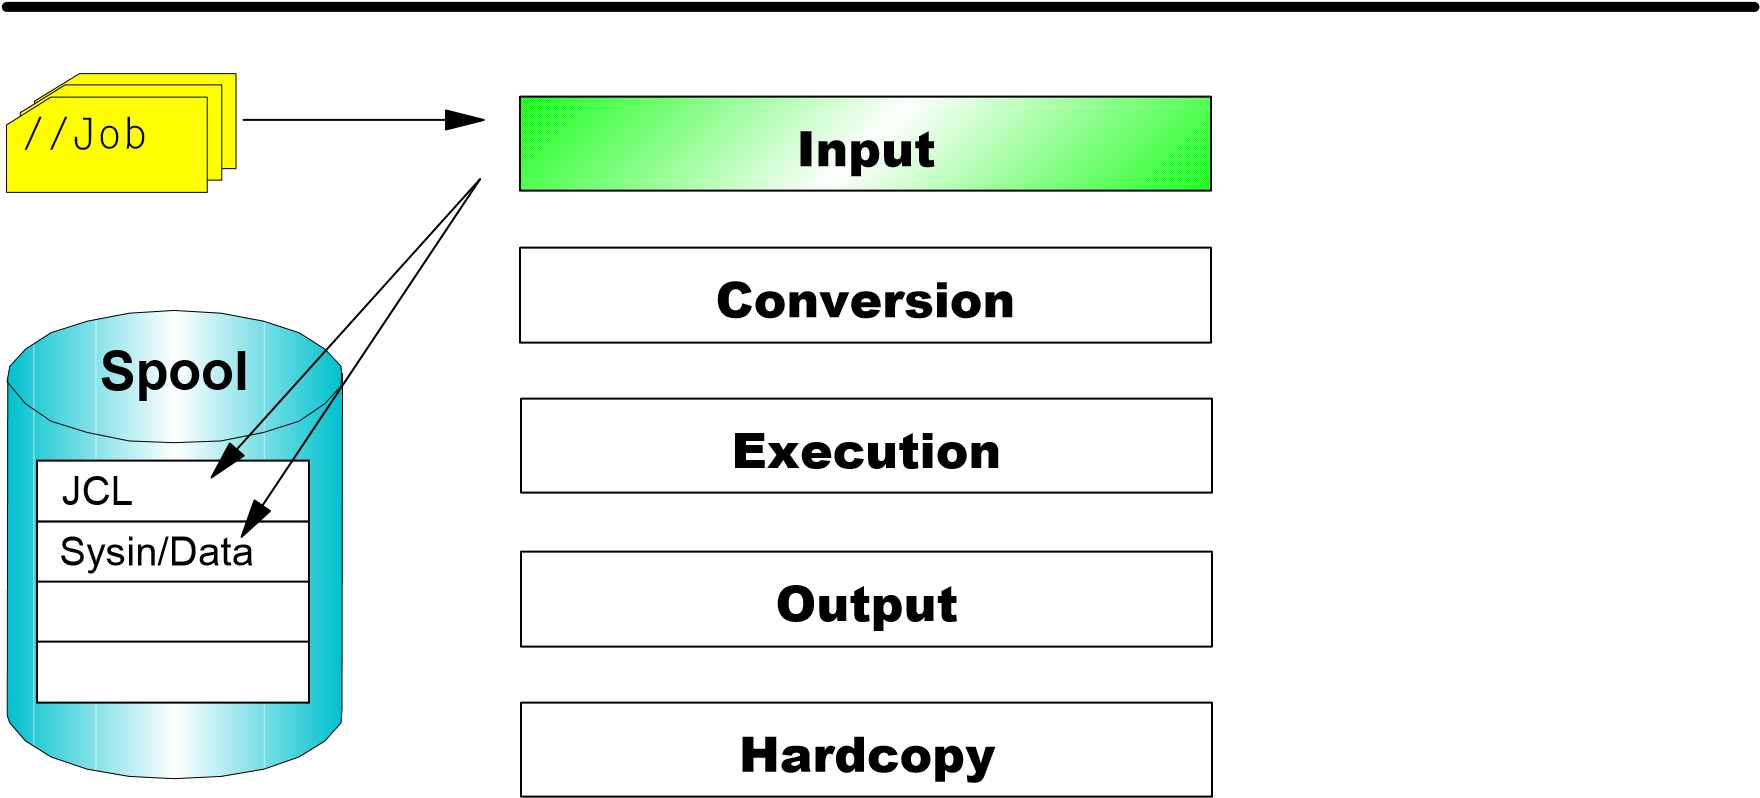 //Job
Input
Conversion
Spool
Execution
JCL
Sysin/Data
Output
Hardcopy